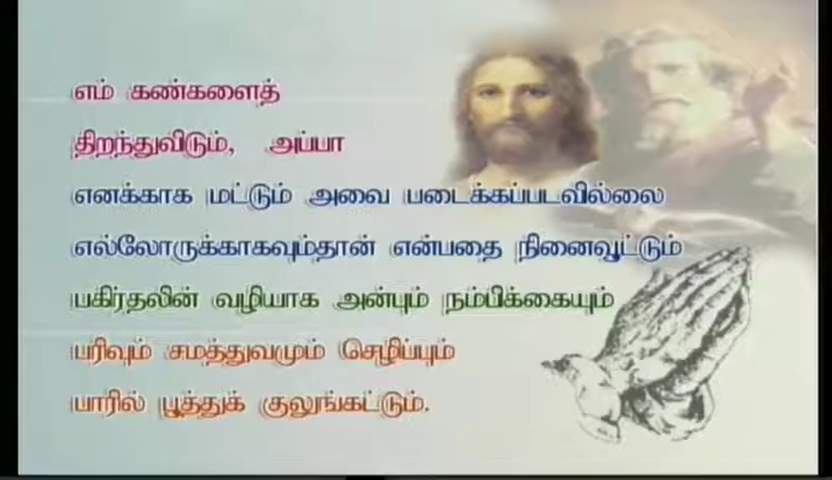 எம் கண்களைத்
திறந்துவிடும், அப்பா
எனக்காக மட்டும் அவை படைக்கப்படவில்லை
எல்லோருக்காகவும்தான் என்பதை நினைவூட்டும்
பகிர்தலின் வழியாக அன்பும் நம்பிக்கையும்
பரிவும் சமத்துவமும் செழிப்பும்
பாரில் பூத்துக் குலுங்கட்டும்.